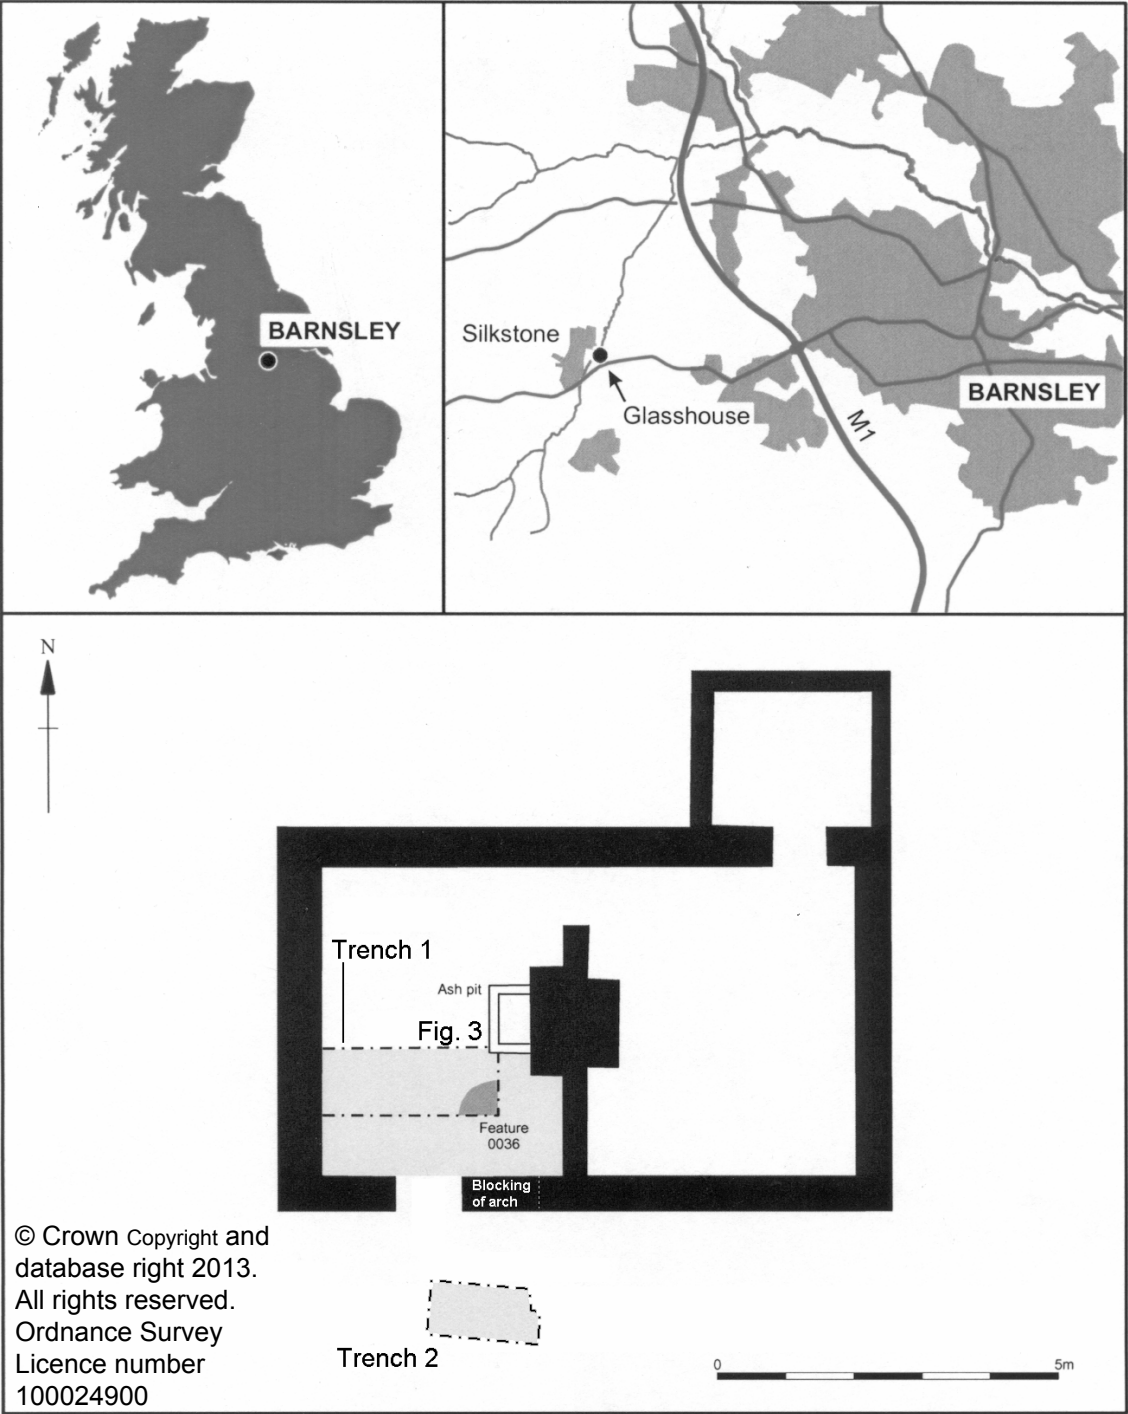 BARNSLEY
Silkstone
Glasshouse
M1
BARNSLEY
N
Trench 1
Ash pit
Fig. 3
Feature
0036
Blocking
of arch
© Crown Copyright and
database right 2013.
All rights reserved.
Ordnance Survey
Licence number
100024900
Trench 2
0
5m